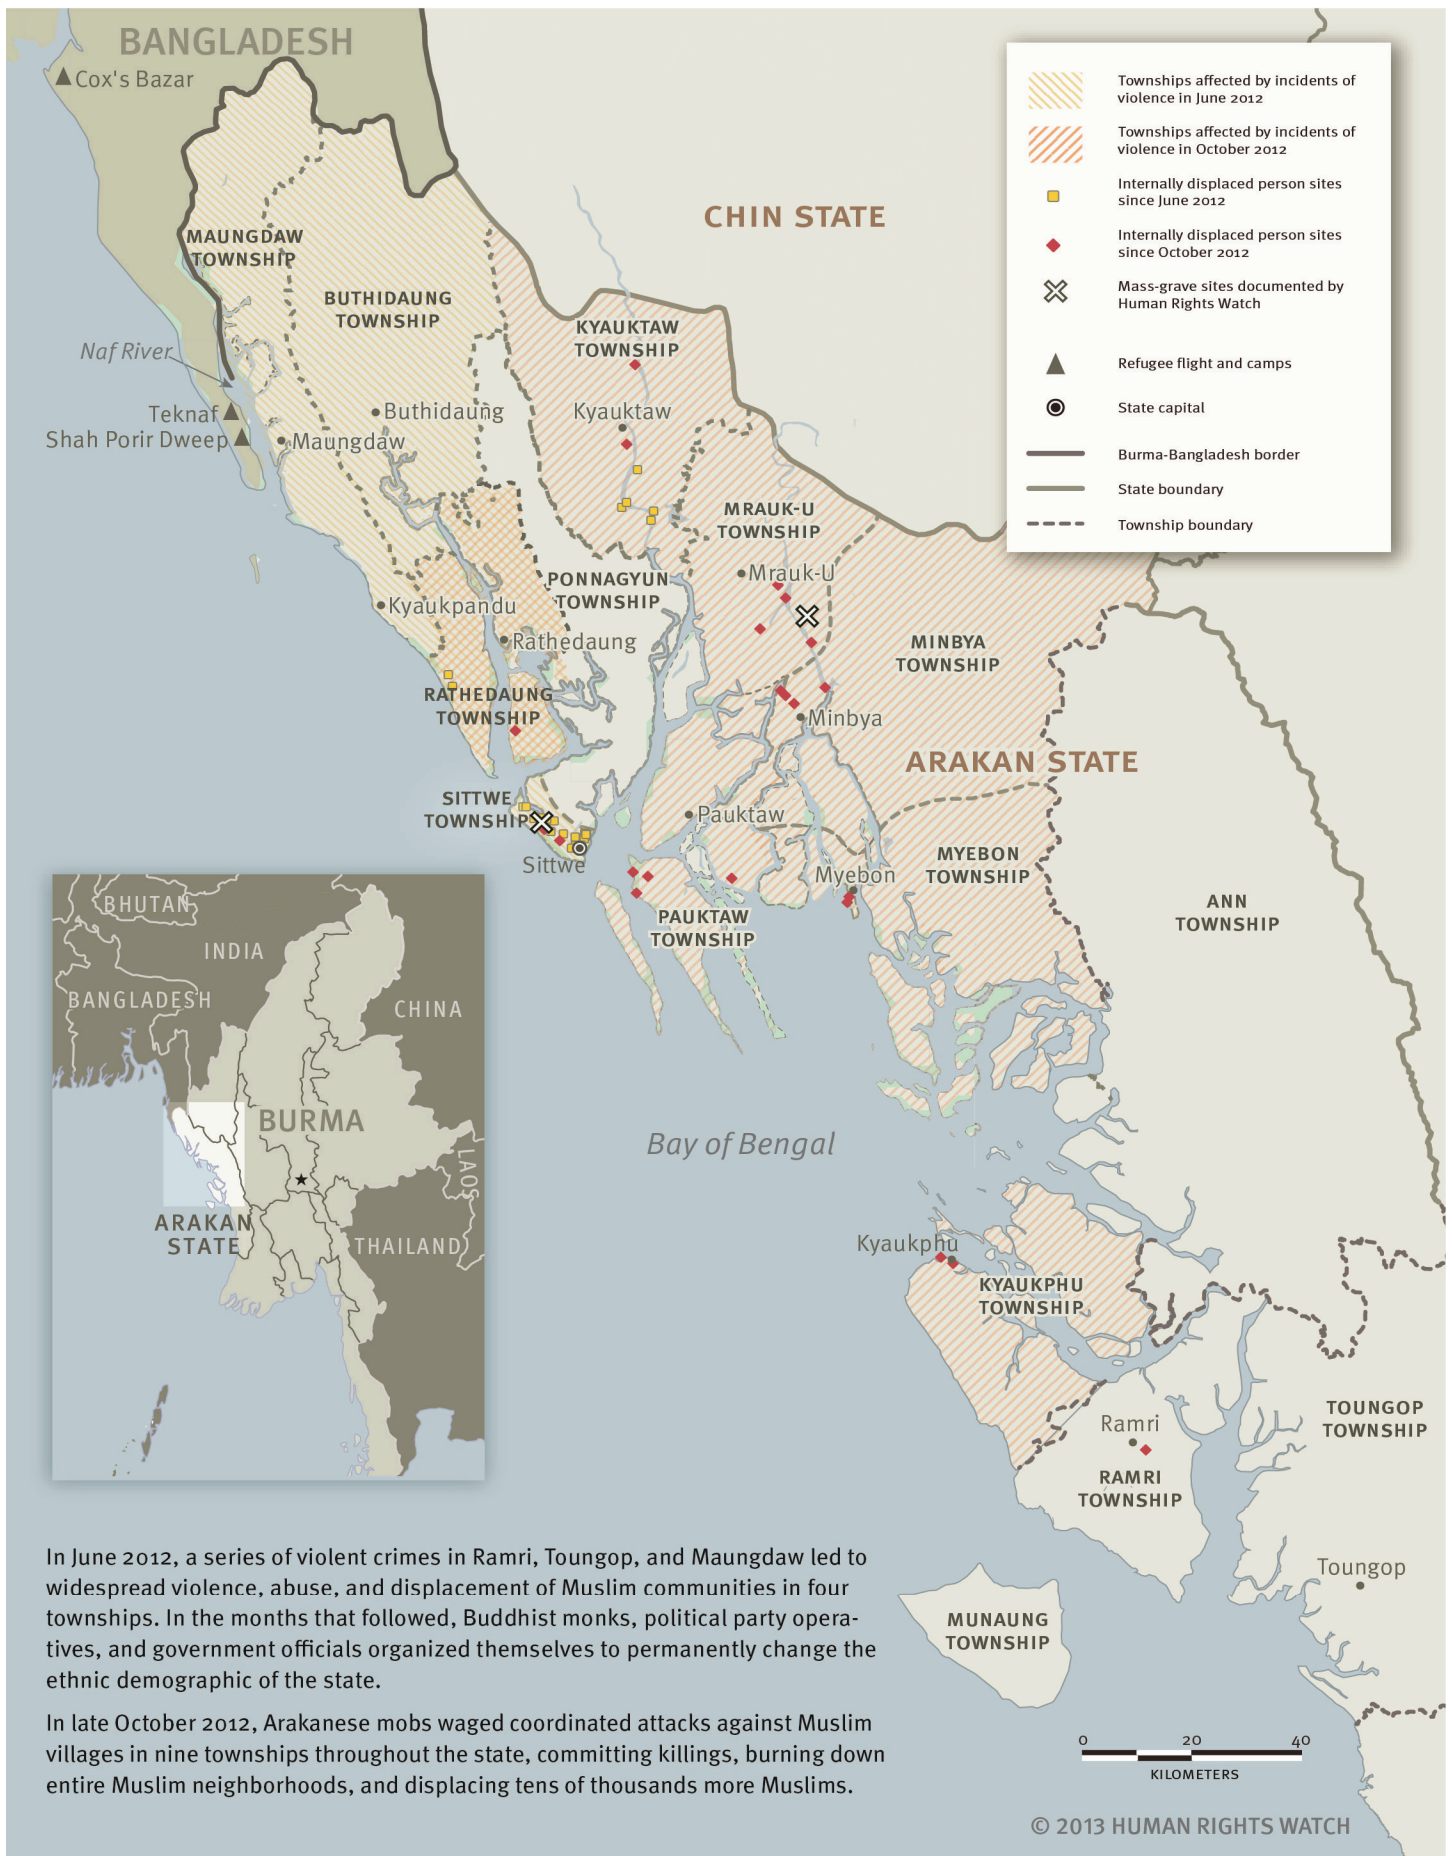 BANGLADESH
Cox's Bazar
Townships affected by incidents of
violence in June 2012
Townships affected by incidents of
violence in October 2012
Internally displaced person sites
since June 2012
Internally displaced person sites
since October 2012
Mass-grave sites documented by
Human Rights Watch
Refugee flight and camps
State capital
Burma-Bangladesh border
State boundary
Township boundary
CHIN STATE
MAUNGDAW
TOWNSHIP
BUTHIDAUNG
TOWNSHIP
KYAUKTAW
TOWNSHIP
Naf River
Teknaf
Shah Porir Dweep
Buthidaung
Maungdaw
Kyauktaw
MRAUK-U
TOWNSHIP
Mrauk-U
PONNAGYUN
TOWNSHIP
Kyaukpandu
Rathedaung
MINBYA
TOWNSHIP
RATHEDAUNG
TOWNSHIP
Minbya
ARAKAN STATE
SITTWE
TOWNSHIP
Sittwe
Pauktaw
Myebon
MYEBON
TOWNSHIP
PAUKTAW
TOWNSHIP
ANN
TOWNSHIP
BHUTAN
INDIA
BANGLADESH
CHINA
BURMA
LAOS
ARAKAN
STATE
THAILAND
Bay of Bengal
Kyaukphu
KYAUKPHU
TOWNSHIP
Ramri
RAMRI
TOWNSHIP
TOUNGOP
TOWNSHIP
Toungop
MUNAUNG
TOWNSHIP
In June 2012, a series of violent crimes in Ramri, Toungop, and Maungdaw led to
widespread violence, abuse, and displacement of Muslim communities in four
townships. In the months that followed, Buddhist monks, political party opera-
tives, and government officials organized themselves to permanently change the
ethnic demographic of the state.
In late October 2012, Arakanese mobs waged coordinated attacks against Muslim
villages in nine townships throughout the state, committing killings, burning down
entire Muslim neighborhoods, and displacing tens of thousands more Muslims.
0 20 40
KILOMETERS
© 2013 HUMAN RIGHTS WATCH